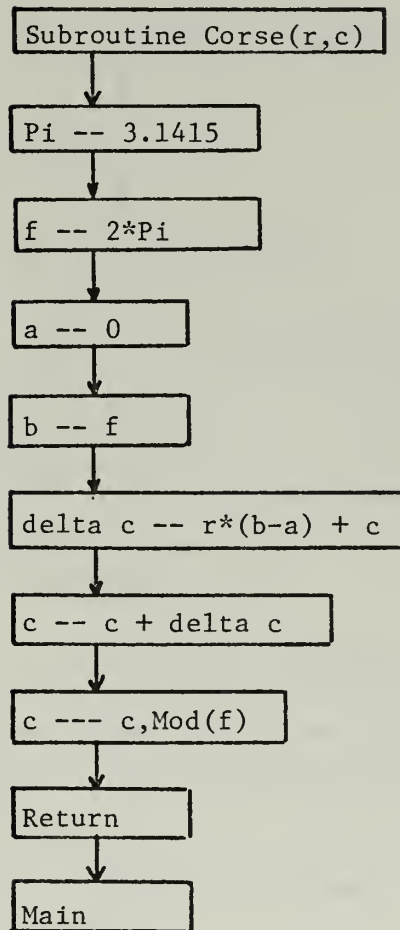 Subroutine Corse(r,c)
Pi -- 3.1415
f -- 2*Pi
a -- 0
b -- f
delta c -- r*(b-a) + c
c -- c + delta c
c --- c,Mod(f)
Return
Main